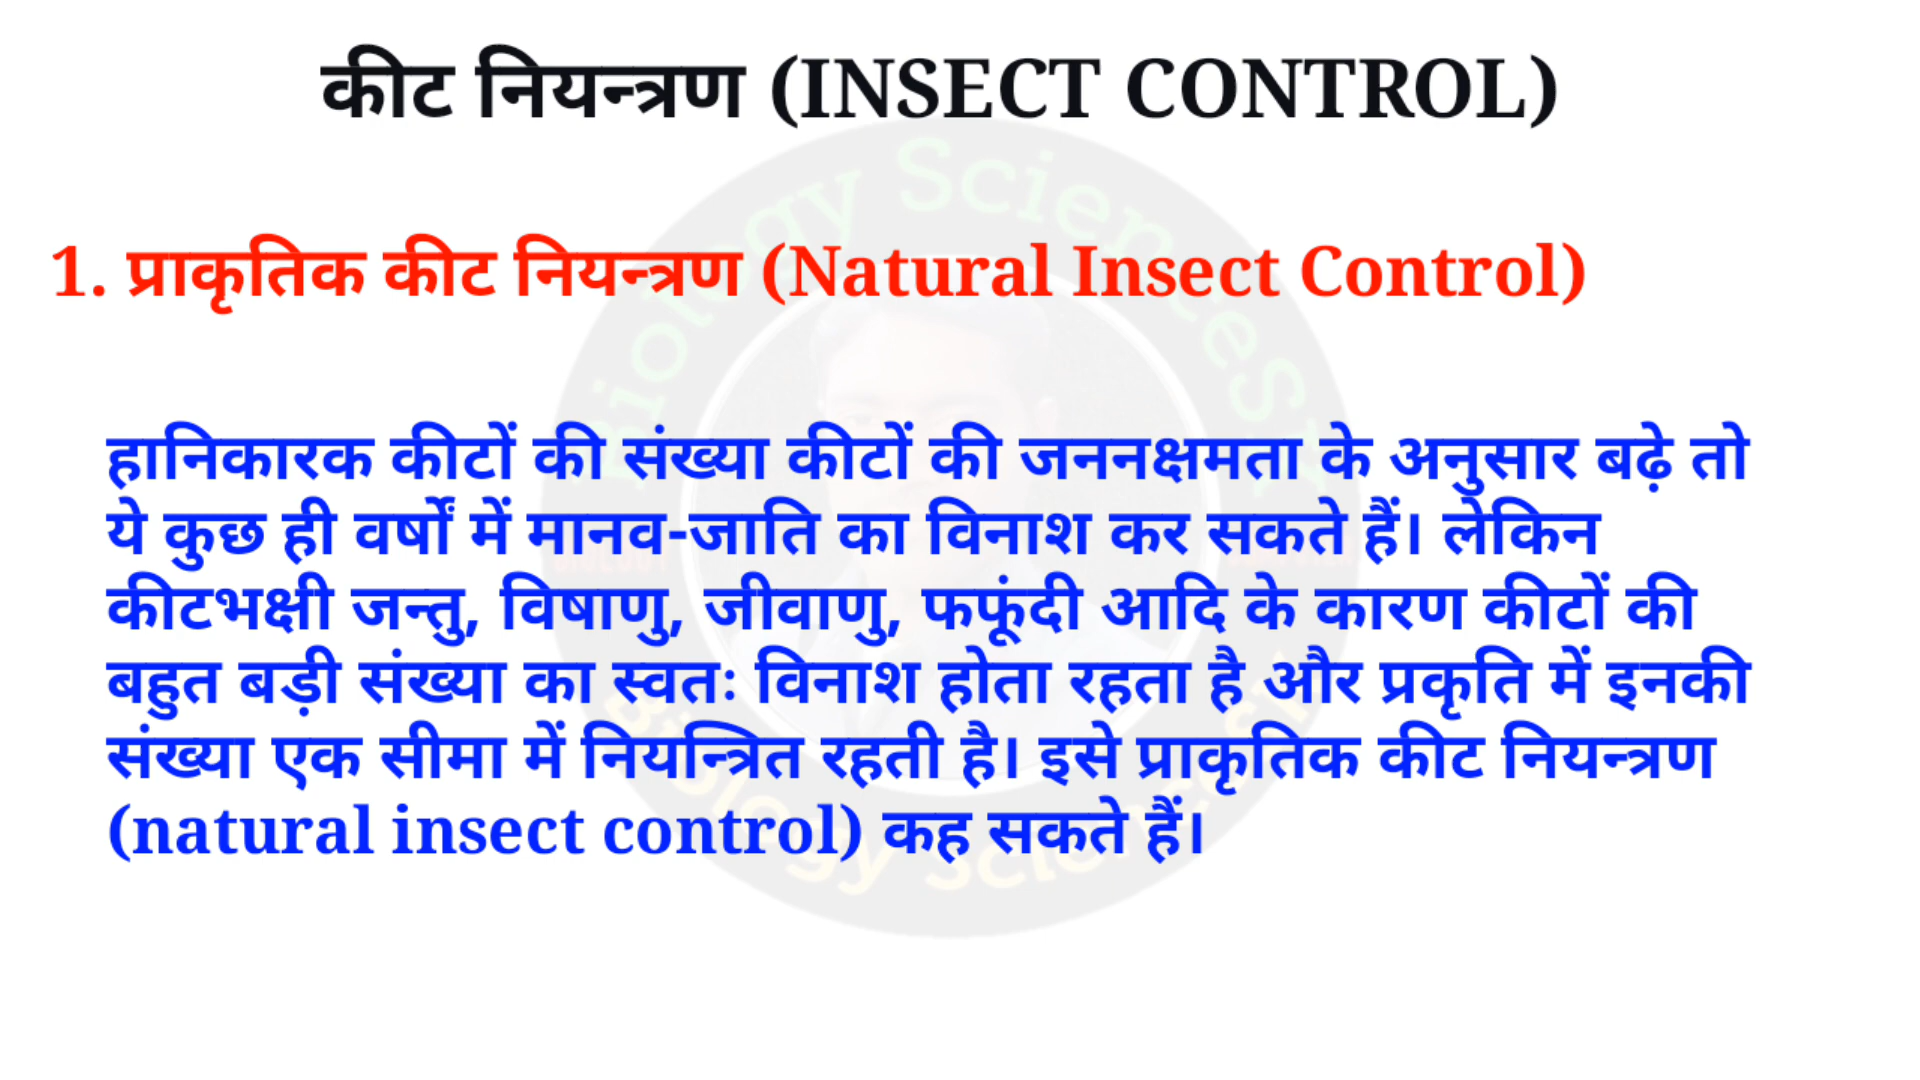 कीट नियन्त्रण (INSECT CONTROL)
1. प्राकृतिक कीट नियन्त्रण (Natural Insect Control)
हानिकारक कीटों की संख्या कीटों की जननक्षमता के अनुसार बढ़े तो
ये कुछ ही वर्षों में मानव-जाति का विनाश कर सकते हैं। लेकिन
कीटभक्षी जन्तु, विषाणु, जीवाणु, फफूंदी आदि के कारण कीटों की
बहुत बड़ी संख्या का स्वतः विनाश होता रहता है और प्रकृति में इनकी
संख्या एक सीमा में नियन्त्रित रहती है। इसे प्राकृतिक कीट नियन्त्रण
(natural insect control) कह सकते हैं।